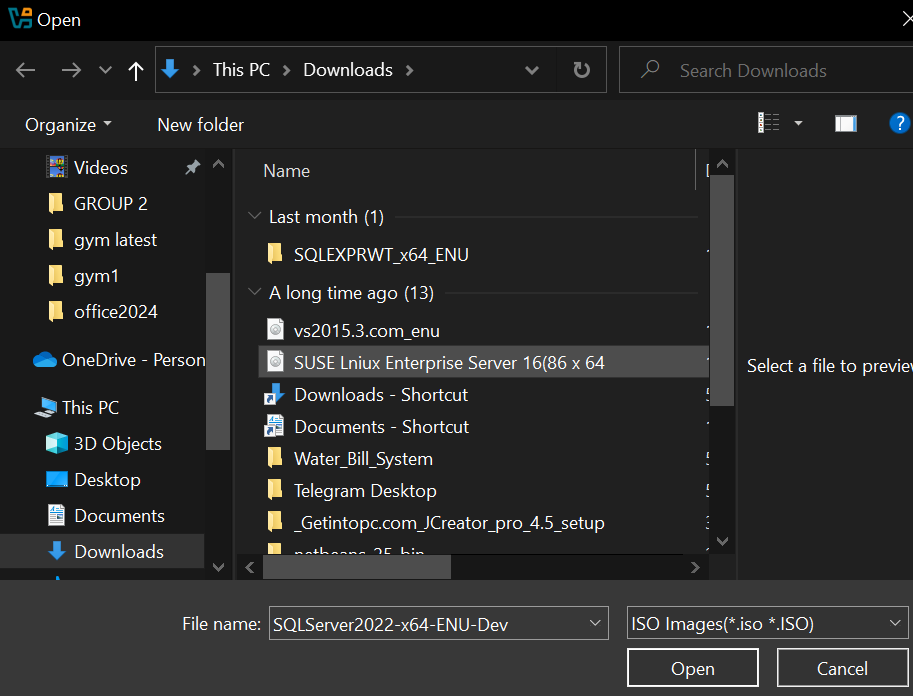 Open
This PC
Downloads
Search Downloads
Organize
New folder
?
Videos
GROUP 2
gym latest
gym1
office2024
OneDrive - Person
This PC
3D Objects
Desktop
Documents
Downloads
Name
Last month (1)
SQLEXPRWT_x64_ENU
A long time ago (13)
vs2015.3.com_enu
SUSE Lniux Enterprise Server 16(86 x 64
Downloads - Shortcut
Documents - Shortcut
Water_Bill_System
Telegram Desktop
_Getintopc.com_JCreator_pro_4.5_setup
netbeans-25-bin
Select a file to preview
File name:
SQLServer2022-x64-ENU-Dev
ISO Images(*.iso *.ISO)
Open
Cancel